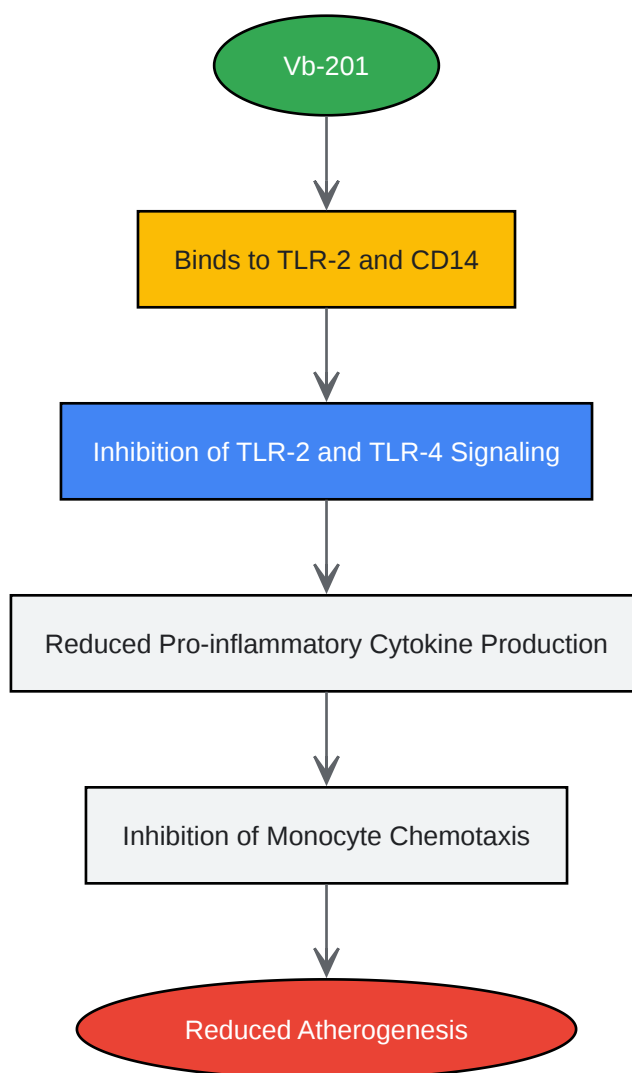 Vb-201
Binds to TLR-2 and CD14
Inhibition of TLR-2 and TLR-4 Signaling
Reduced Pro-inflammatory Cytokine Production
Inhibition of Monocyte Chemotaxis
Reduced Atherogenesis